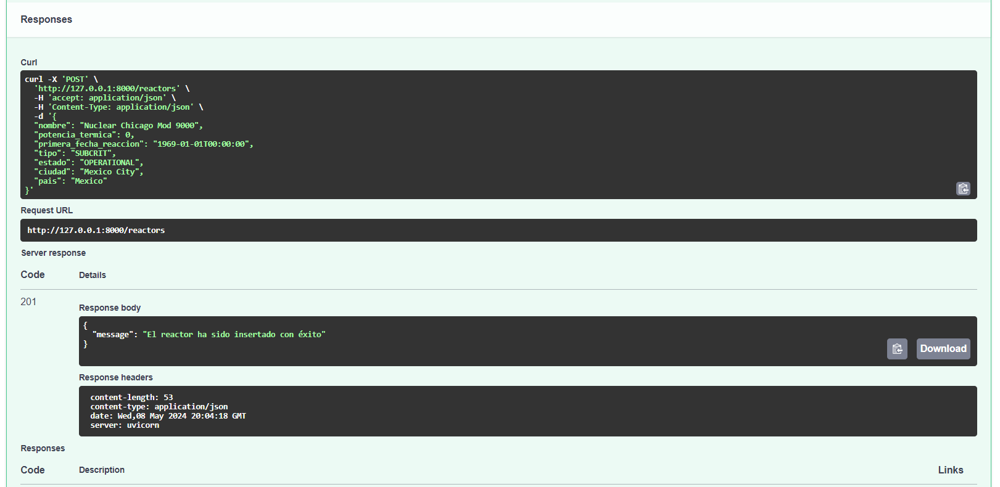 Responses
Curl
curl -X 'POST' \
  'http://127.0.0.1:8000/reactors' \
  -H 'accept: application/json' \
  -H 'Content-Type: application/json' \
  -d '{
  "nombre": "Nuclear Chicago Mod 9000",
  "potencia_termica": 0,
  "primera_fecha_reaccion": "1969-01-01T00:00:00",
  "tipo": "SUBCRIT",
  "estado": "OPERATIONAL",
  "ciudad": "Mexico City",
  "pais": "Mexico"
}'
Request URL
http://127.0.0.1:8000/reactors
Server response
Code Details
201
Response body
{
  "message": "El reactor ha sido insertado con éxito"
}
Download
Response headers
content-length: 53
content-type: application/json
date: Wed,08 May 2024 20:04:18 GMT
server: uvicorn
Responses
Code Description Links